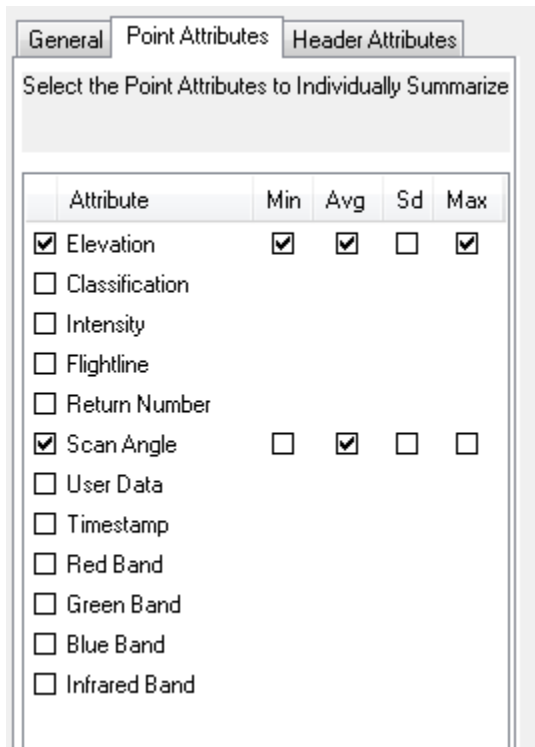 General Point Attributes Header Attributes
Select the Point Attributes to Individually Summarize
Attribute Min Avg Sd Max
Elevation
Classification
Intensity
Flightline
Return Number
Scan Angle
User Data
Timestamp
Red Band
Green Band
Blue Band
Infrared Band